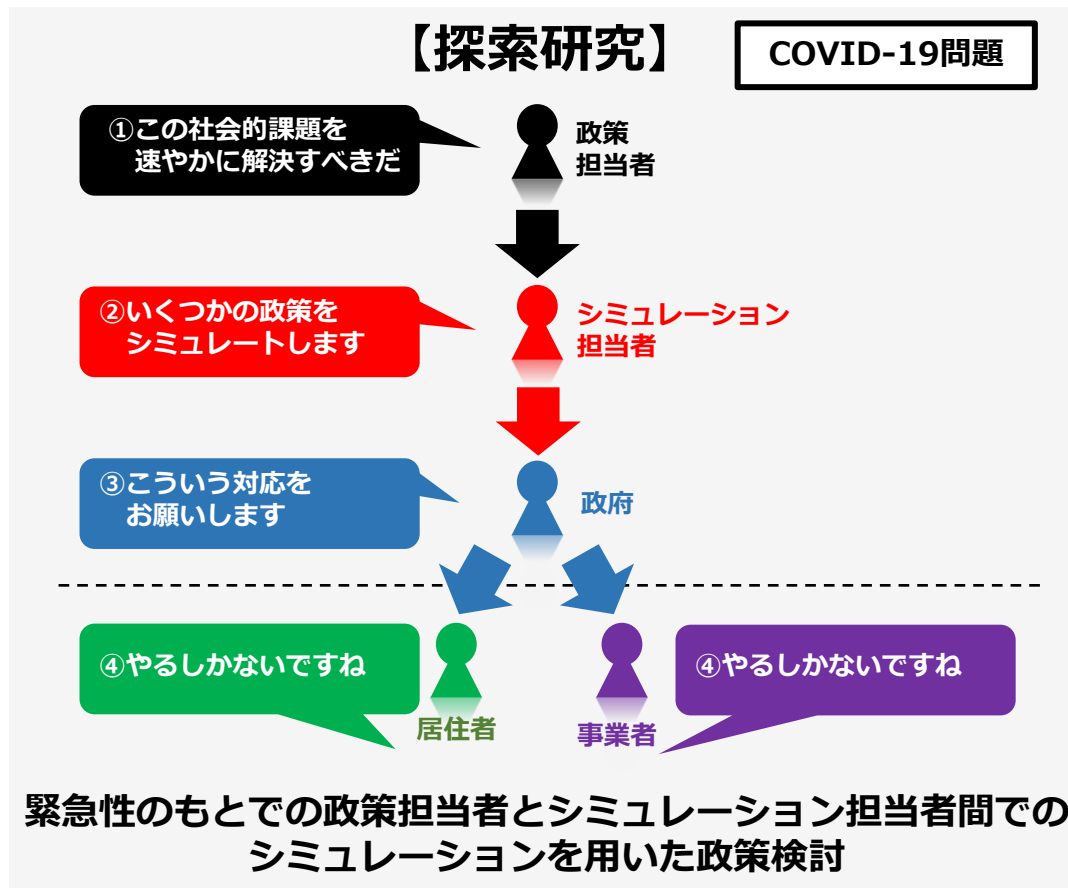 【探索研究】
COVID-19問題
①この社会的課題を
速やかに解決すべきだ
政策
担当者
②いくつかの政策を
シミュレートします
シミュレーション
担当者
③こういう対応を
お願いします
政府
④やるしかないですね
④やるしかないですね
居住者
事業者
緊急性のもとでの政策担当者とシミュレーション担当者間での
シミュレーションを用いた政策検討